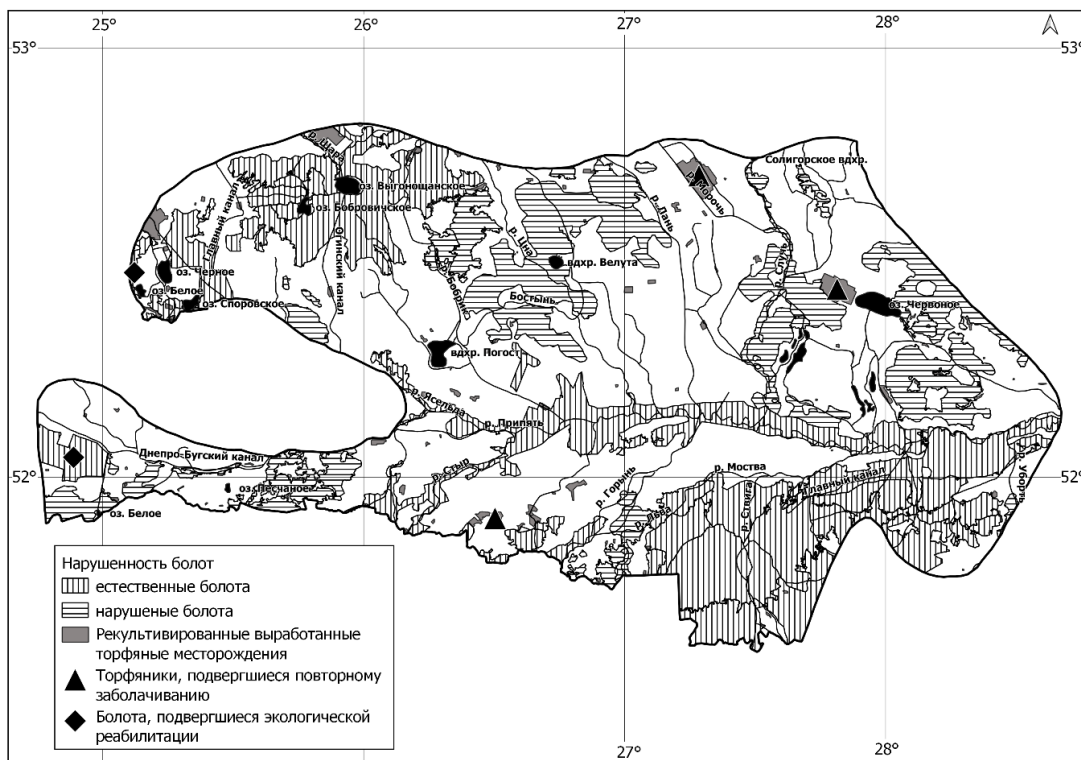 25°
26°
27°
28°
53°
53°
р. Щара
Солигорское вдхр.
р. Морочь
оз. Выгонощанское
Главный канал
оз. Бобровичское
р. Лань
р. Цна
Огинский канал
р. Случь
оз. Черное
вдхр. Велута
р. Бобрик
оз. Белое
оз. Споровское
Бостынь
оз. Червоное
вдхр. Погост
р. Ясельда
р. Припять
Днепро-Бугский канал
р. Стыр
р. Моства
52°
52°
р. Горынь
р. Уборть
Главный канал
оз. Песчаное
р. Ствига
р. Льва
оз. Белое
Нарушенность болот
естественные болота
нарушеные болота
Рекультивированные выработанные
торфяные месторождения
Торфяники, подвергшиеся повторному
заболачиванию
Болота, подвергшиеся экологической
реабилитации
27°
28°